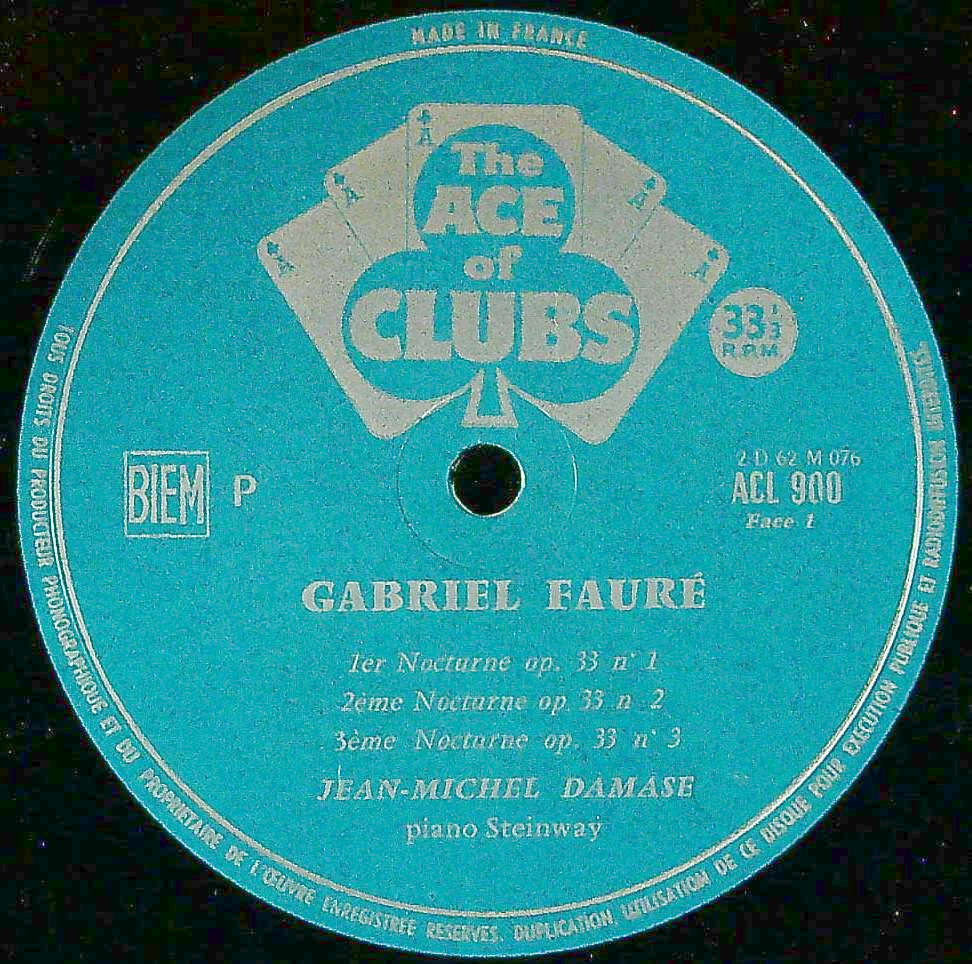 MADE IN FRANCE
A
A
A
A
A
The
ACE
of
CLUBS
33 1/3
R.P.M.
BIEM P
2 D 62 M 076
ACL 900
Face 1
GABRIEL FAURÉ
1er Nocturne op. 33 n° 1
2ème Nocturne op. 33 n 2
3ème Nocturne op. 33 n° 3
JEAN-MICHEL DAMASE
piano Steinway
TOUS DROITS DU PRODUCTEUR PHONOGRAPHIQUE ET DU PROPRIETAIRE DE L'ŒUVRE ENREGISTRÉE RESERVES. DUPLICATION UTILISATION DE CE DISQUE POUR EXECUTION PUBLIQUE ET RADIODIFFUSION INTERDITES.